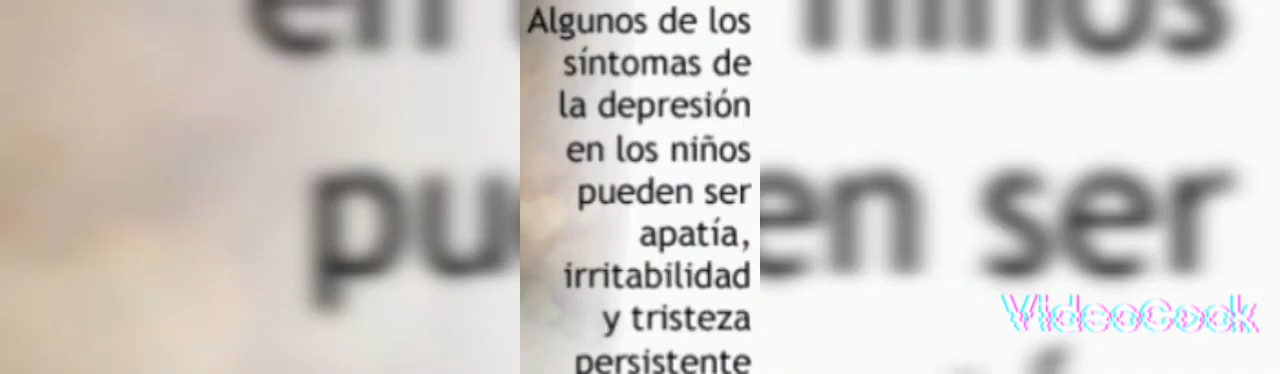 Algunos de los
síntomas de
la depresión
en los niños
pueden ser
apatía,
irritabilidad
y tristeza
persistente
VideoCook